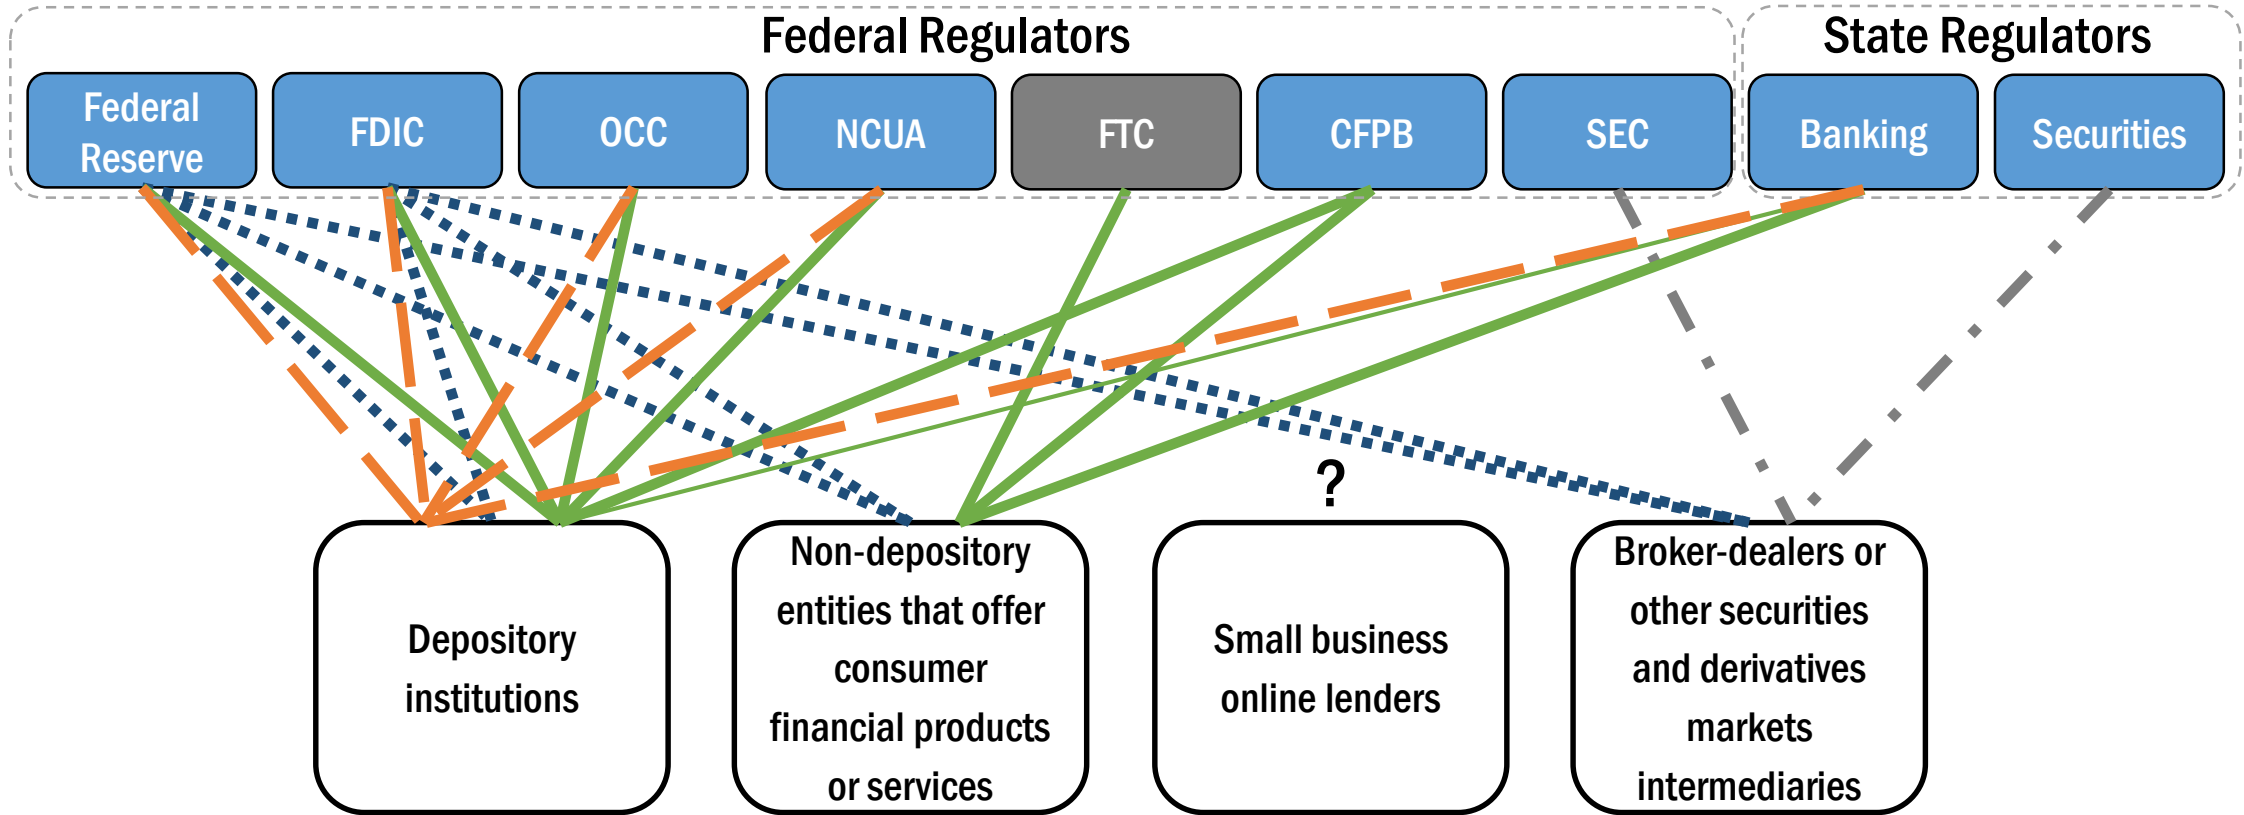 Federal Regulators
State Regulators
Federal
Reserve
FDIC
OCC
NCUA
FTC
CFPB
SEC
Banking
Securities
?
Depository
institutions
Non-depository
entities that offer
consumer
financial products
or services
Small business
online lenders
Broker-dealers or
other securities
and derivatives
markets
intermediaries